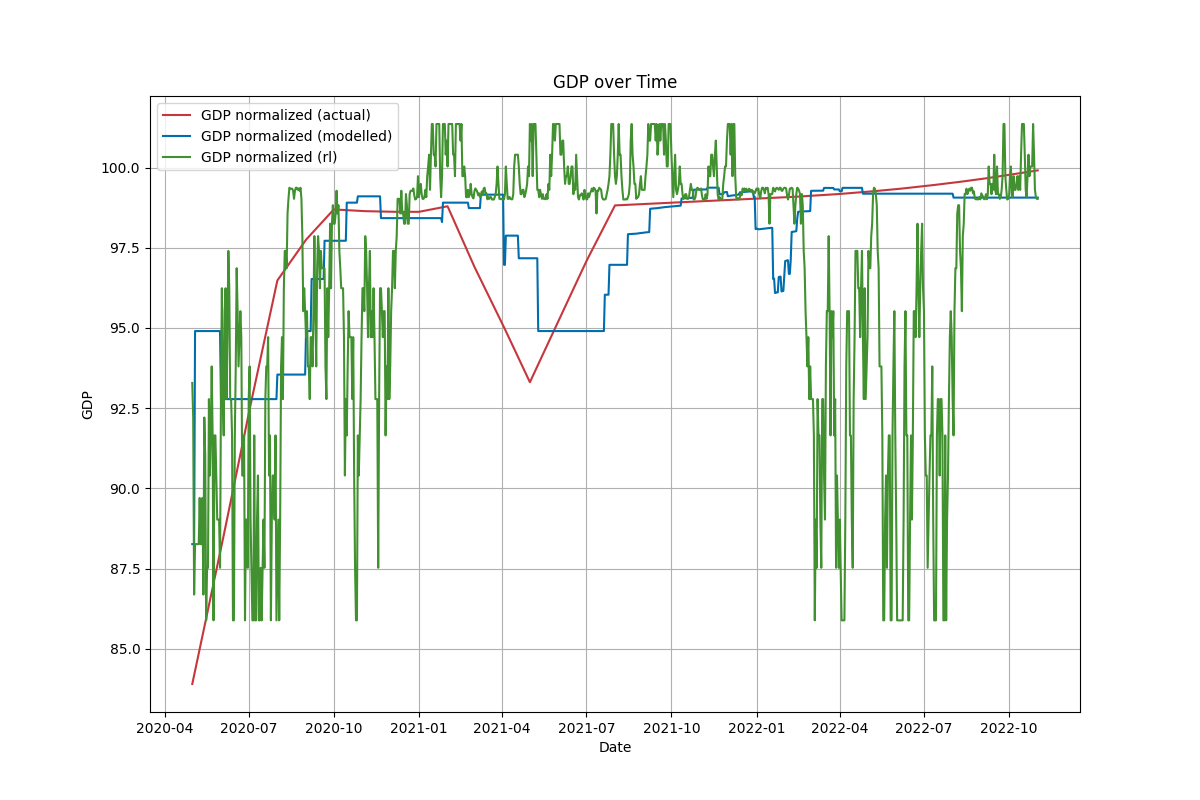 GDP over Time
GDP normalized (actual)
GDP normalized (modelled)
GDP normalized (rl)
100.0
97.5
95.0
92.5
90.0
87.5
85.0
GDP
2020-04 2020-07 2020-10 2021-01 2021-04 2021-07 2021-10 2022-01 2022-04 2022-07 2022-10
Date